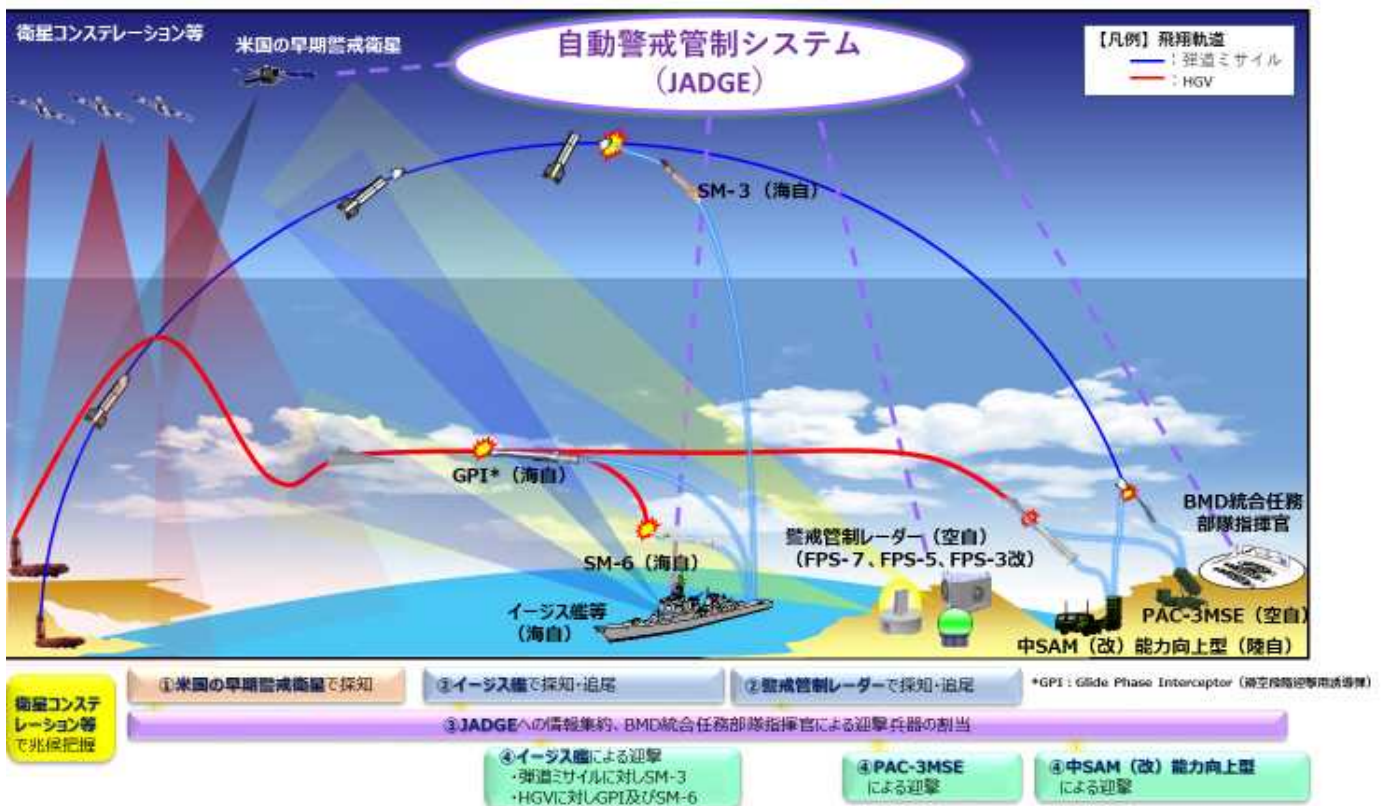 衛星コンステレーション等
米国の早期警戒衛星
自動警戒管制システム
（JADGE）
【凡例】飛翔軌道
：弾道ミサイル
：HGV
SM-3（海自）
GPI*（海自）
SM-6（海自）
イージス艦等
（海自）
警戒管制レーダー（空自）
（FPS-7、FPS-5、FPS-3改）
BMD統合任務
部隊指揮官
PAC-3MSE（空自）
中SAM（改）能力向上型（陸自）
衛星コンステ
レーション等
で兆候把握
①米国の早期警戒衛星で探知
②イージス艦で探知・追尾
②警戒管制レーダーで探知・追尾
*GPI：Glide Phase Interceptor（滑空段階迎撃用誘導弾）
③JADGEへの情報集約、BMD統合任務部隊指揮官による迎撃兵器の割当
④イージス艦による迎撃
・弾道ミサイルに対しSM-3
・HGVに対しGPI及びSM-6
④PAC-3MSE
による迎撃
④中SAM（改）能力向上型
による迎撃